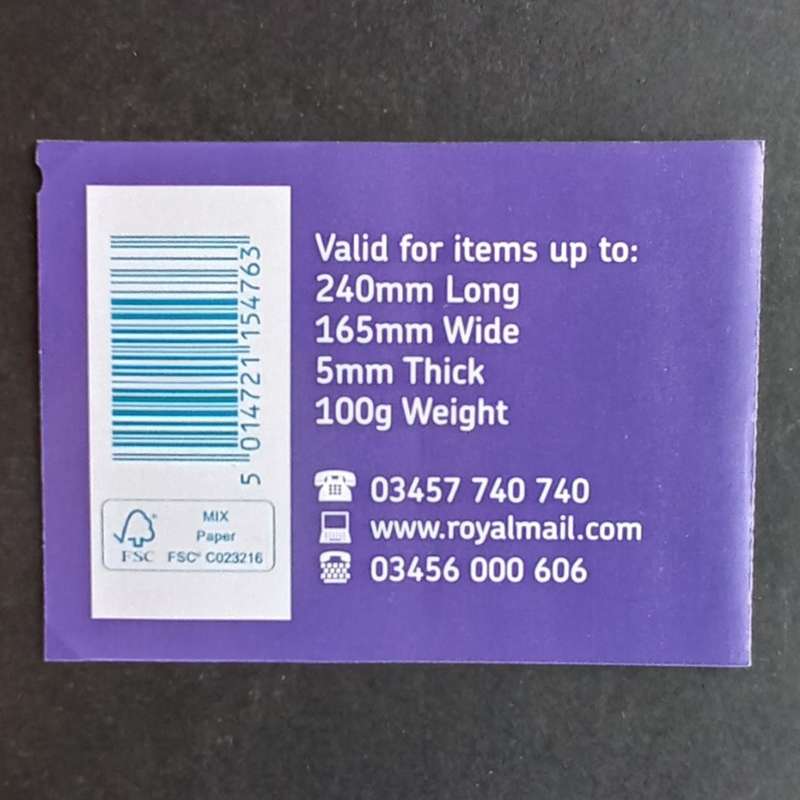 5 014721 154763
MIX
Paper
FSC® C023216
FSC
Valid for items up to:
240mm Long
165mm Wide
5mm Thick
100g Weight
03457 740 740
www.royalmail.com
03456 000 606